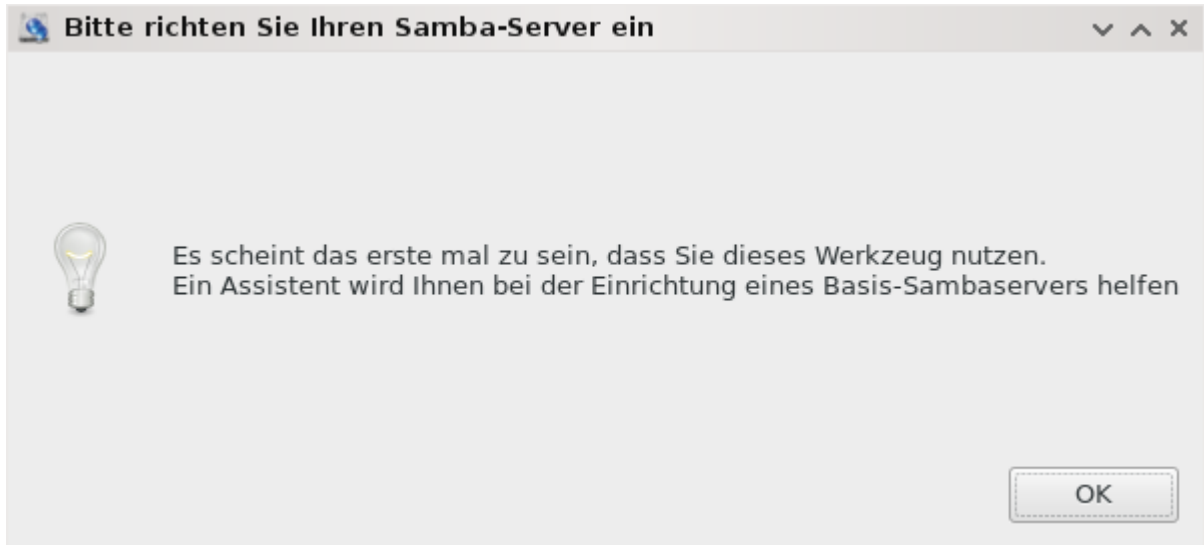 Bitte richten Sie Ihren Samba-Server ein
Es scheint das erste mal zu sein, dass Sie dieses Werkzeug nutzen.
Ein Assistent wird Ihnen bei der Einrichtung eines Basis-Sambaservers helfen
OK